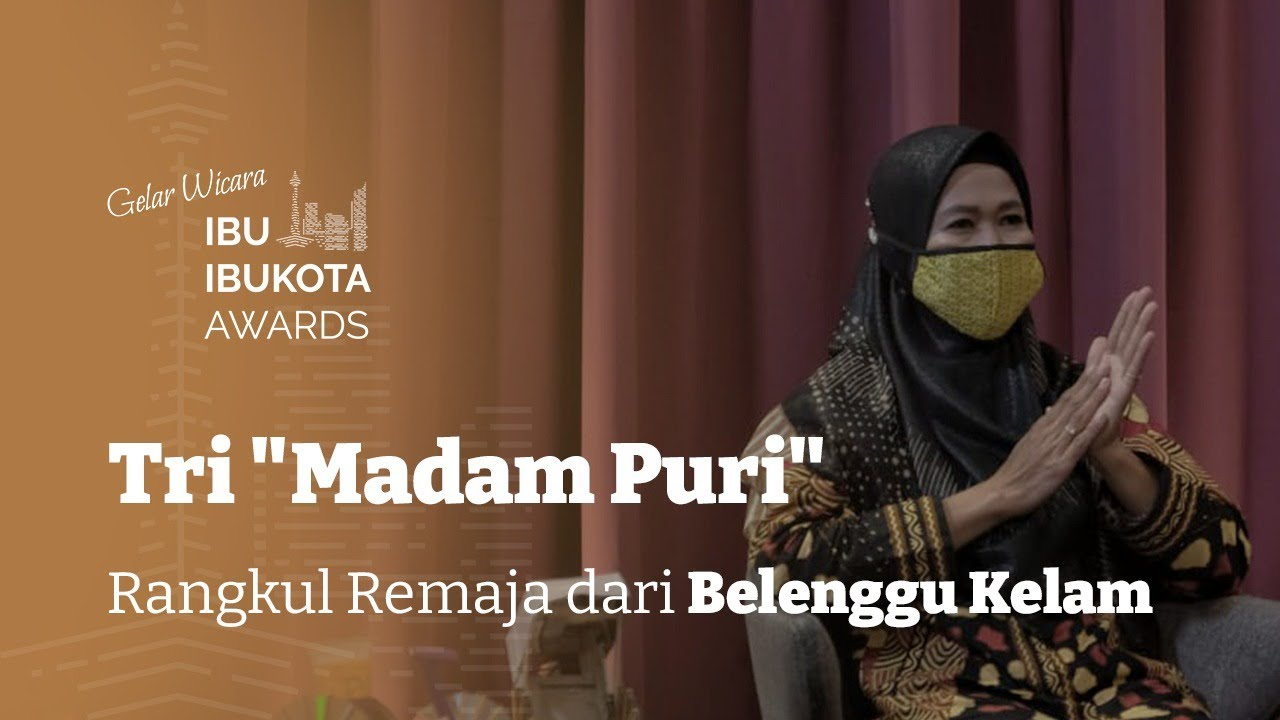 Gelar Wicara
IBU
IBUKOTA
AWARDS
Tri "Madam Puri"
Rangkul Remaja dari Belenggu Kelam